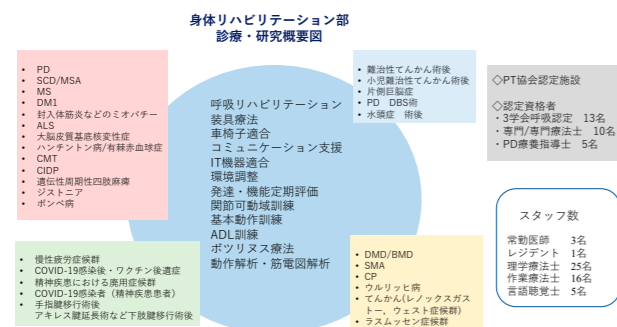 身体リハビリテーション部
診療・研究概要図
• PD
• SCD/MSA
• MS
• DM1
• 封入体筋炎などのミオパチー
• ALS
• 大脳皮質基底核変性症
• ハンチントン病/有棘赤血球症
• CMT
• CIDP
• 遺伝性周期性四肢麻痺
• ジストニア
• ポンペ病
呼吸リハビリテーション
装具療法
車椅子適合
コミュニケーション支援
IT機器適合
環境調整
発達・機能定期評価
関節可動域訓練
基本動作訓練
ADL訓練
ボツリヌス療法
動作解析・筋電図解析
• 難治性てんかん術後
• 小児難治性てんかん術後
• 片側巨脳症
• PD DBS術
• 水頭症 術後
◇PT協会認定施設
◇認定資格者
・3学会呼吸認定 13名
・専門/専門療法士 10名
・PD療養指導士 5名
スタッフ数
常勤医師 3名
レジデント 1名
理学療法士 25名
作業療法士 16名
言語聴覚士 5名
• 慢性疲労症候群
• COVID-19感染後・ワクチン後遺症
• 精神疾患における廃用症候群
• COVID-19感染者（精神疾患患者）
• 手指腱移行術後
アキレス腱延長術など下肢腱移行術後
• DMD/BMD
• SMA
• CP
• ウルリッヒ病
• てんかん(レノックスガス
トー，ウェスト症候群）
• ラスムッセン症候群